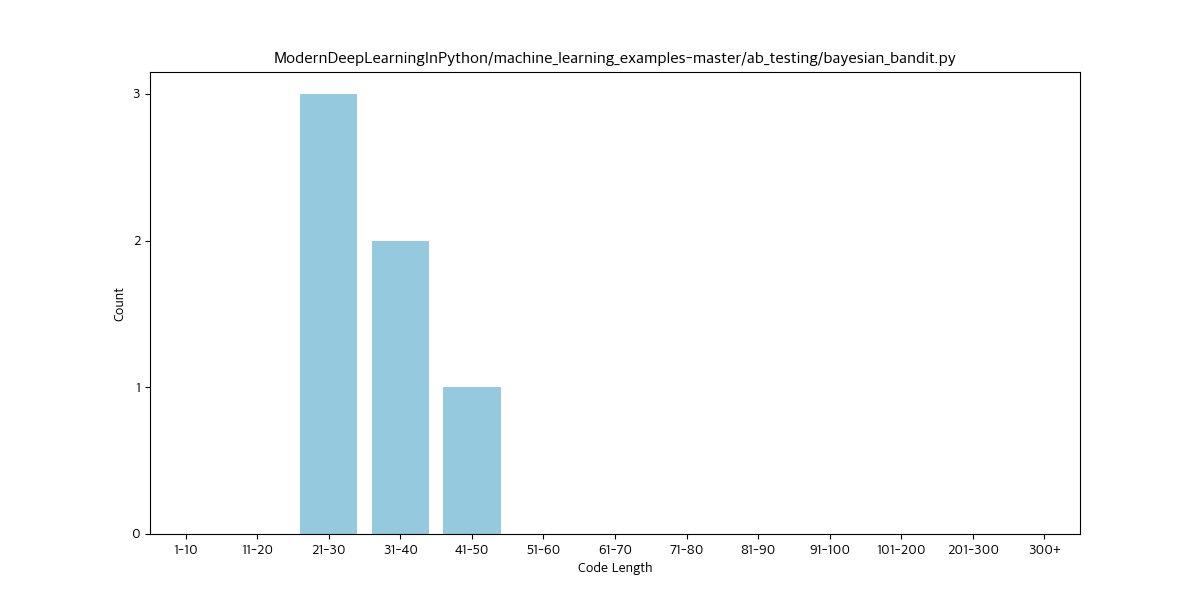 ModernDeepLearningInPython/machine_learning_examples-master/ab_testing/bayesian_bandit.py
3
2
1
0
Count
1-10 11-20 21-30 31-40 41-50 51-60 61-70 71-80 81-90 91-100 101-200 201-300 300+
Code Length